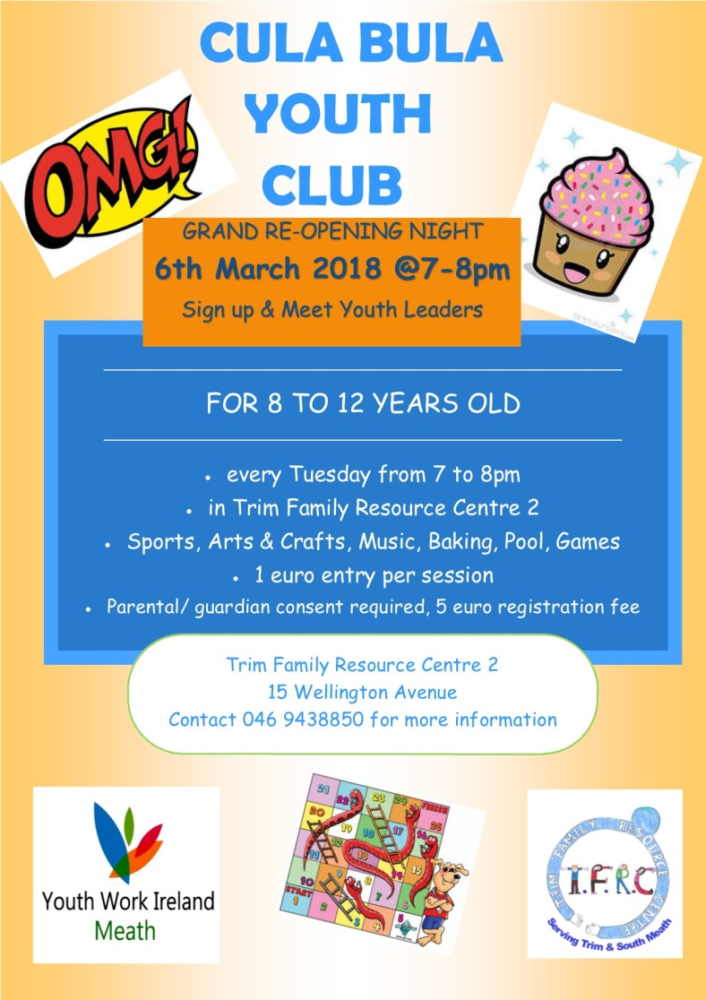 CULA BULA
YOUTH
CLUB
OMG!
GRAND RE-OPENING NIGHT
6th March 2018 @7-8pm
Sign up & Meet Youth Leaders
FOR 8 TO 12 YEARS OLD
• every Tuesday from 7 to 8pm
• in Trim Family Resource Centre 2
• Sports, Arts & Crafts, Music, Baking, Pool, Games
• 1 euro entry per session
• Parental/ guardian consent required, 5 euro registration fee
Trim Family Resource Centre 2
15 Wellington Avenue
Contact 046 9438850 for more information
Youth Work Ireland
Meath
21 22 23 24 FINISH
20 19 18 17 16 25
11 12 13 14 15
10 8 7 6
START
1 2 3 4 5
TRIM FAMILY RESOURCE CENTRE
T.F.R.C
Serving Trim & South Meath